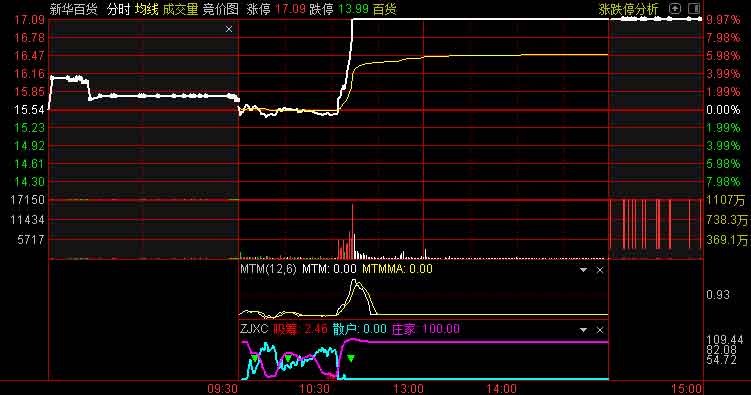 新华百货 分时 均线 成交量 竞价图 涨停 17.09 跌停 13.99 百货 涨跌停分析
17.09 9.97%
16.78 6.98%
16.47 5.98%
16.16 3.99%
15.85 1.99%
15.54 0.00%
15.23 1.99%
14.92 3.99%
14.61 5.98%
14.30 7.98%
17150 1107万
11434 738.3万
5717 369.1万
MTM(12,6) MTM: 0.00 MTMMA: 0.00
0.93
ZJXC 吸筹: 2.46 散户: 0.00 庄家: 100.00
109.44
82.08
54.72
09:30 10:30 13:00 14:00 15:00